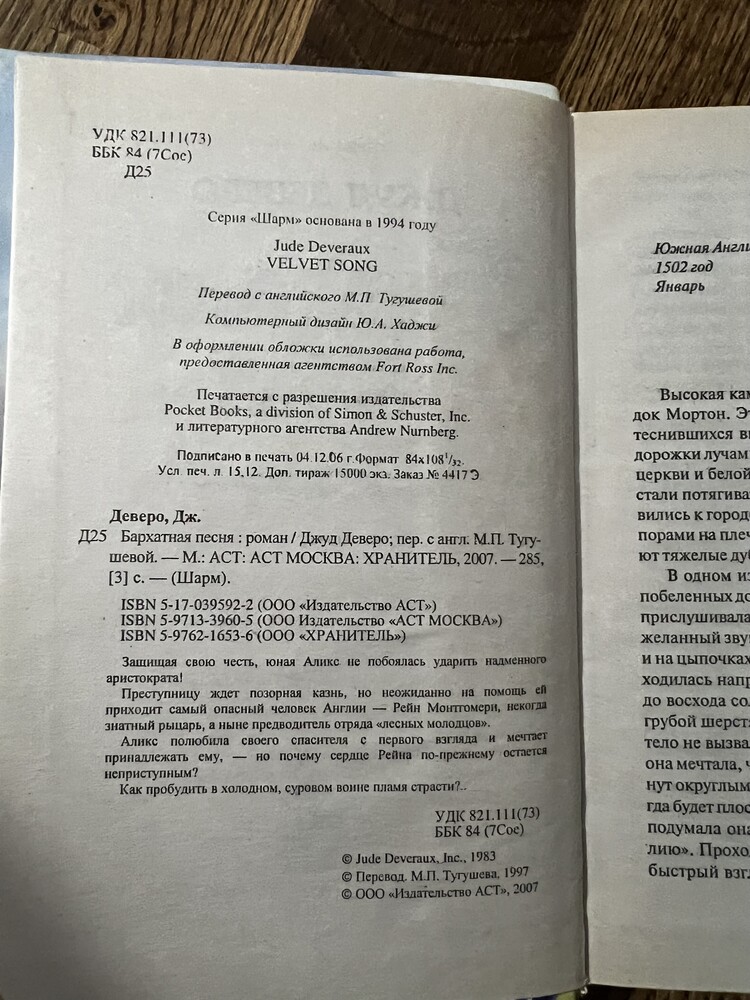 УДК 821.111(73)
ББК 84 (7Сое)
Д25
Серия «Шарм» основана в 1994 году
Jude Deveraux
VELVET SONG
Перевод с английского М.П Тугушевой
Компьютерный дизайн Ю.А. Хаджи
В оформлении обложки использована работа,
предоставленная агентством Fort Ross Inc.
Печатается с разрешения издательства
Pocket Books, a division of Simon & Schuster, Inc.
и литературного агентства Andrew Nurnberg.
Подписано в печать 04.12.06 г.Формат 84х108 1/32.
Усл печ. л 15,12. Доп. тираж 15000 экз. Заказ № 4417 Э
Деверо, Дж.
Д25 Бархатная песня : роман / Джуд Деверо; пер. с англ. М.П. Тугу-
шевой. — М.: АСТ: АСТ МОСКВА: ХРАНИТЕЛЬ, 2007. — 285,
[3] с. — (Шарм).
ISBN 5-17-039592-2 (ООО «Издательство АСТ»)
ISBN 5-9713-3960-5 (ООО Издательство «АСТ МОСКВА»)
ISBN 5-9762-1653-6 (ООО «ХРАНИТЕЛЬ»)
Защищая свою честь, юная Аликс не побоялась ударить надменного
аристократа!
Преступницу ждет позорная казнь, но неожиданно на помощь ей
приходит самый опасный человек Англии — Рейн Монтгомери, некогда
знатный рыцарь, а ныне предводитель отряда «лесных молодцов».
Аликс полюбила своего спасителя с первого взгляда и мечтает
принадлежать ему, — но почему сердце Рейна по-прежнему остается
неприступным?
Как пробудить в холодном, суровом воине пламя страсти?..
УДК 821.111(73)
ББК 84 (7Сое)
© Jude Deveraux, Inc., 1983
© Перевод. М.П. Тугушева, 1997
© ООО «Издательство АСТ», 2007
Южная Англи
1502 год
Январь
Высокая кам
док Мортон. Эт
теснившихся вн
дорожки лучам
церкви и белой
стали потягива
вились к город
порами на плеч
ют тяжелые ду
В одном из
побеленных до
прислушивала
желанный зву
и на цыпочках
ходилась напр
до восхода со
грубой шерст
тело не вызва
она мечтала, ч
нут округлым
гда будет плос
подумала она
лию». Прохо
быстрый взгл